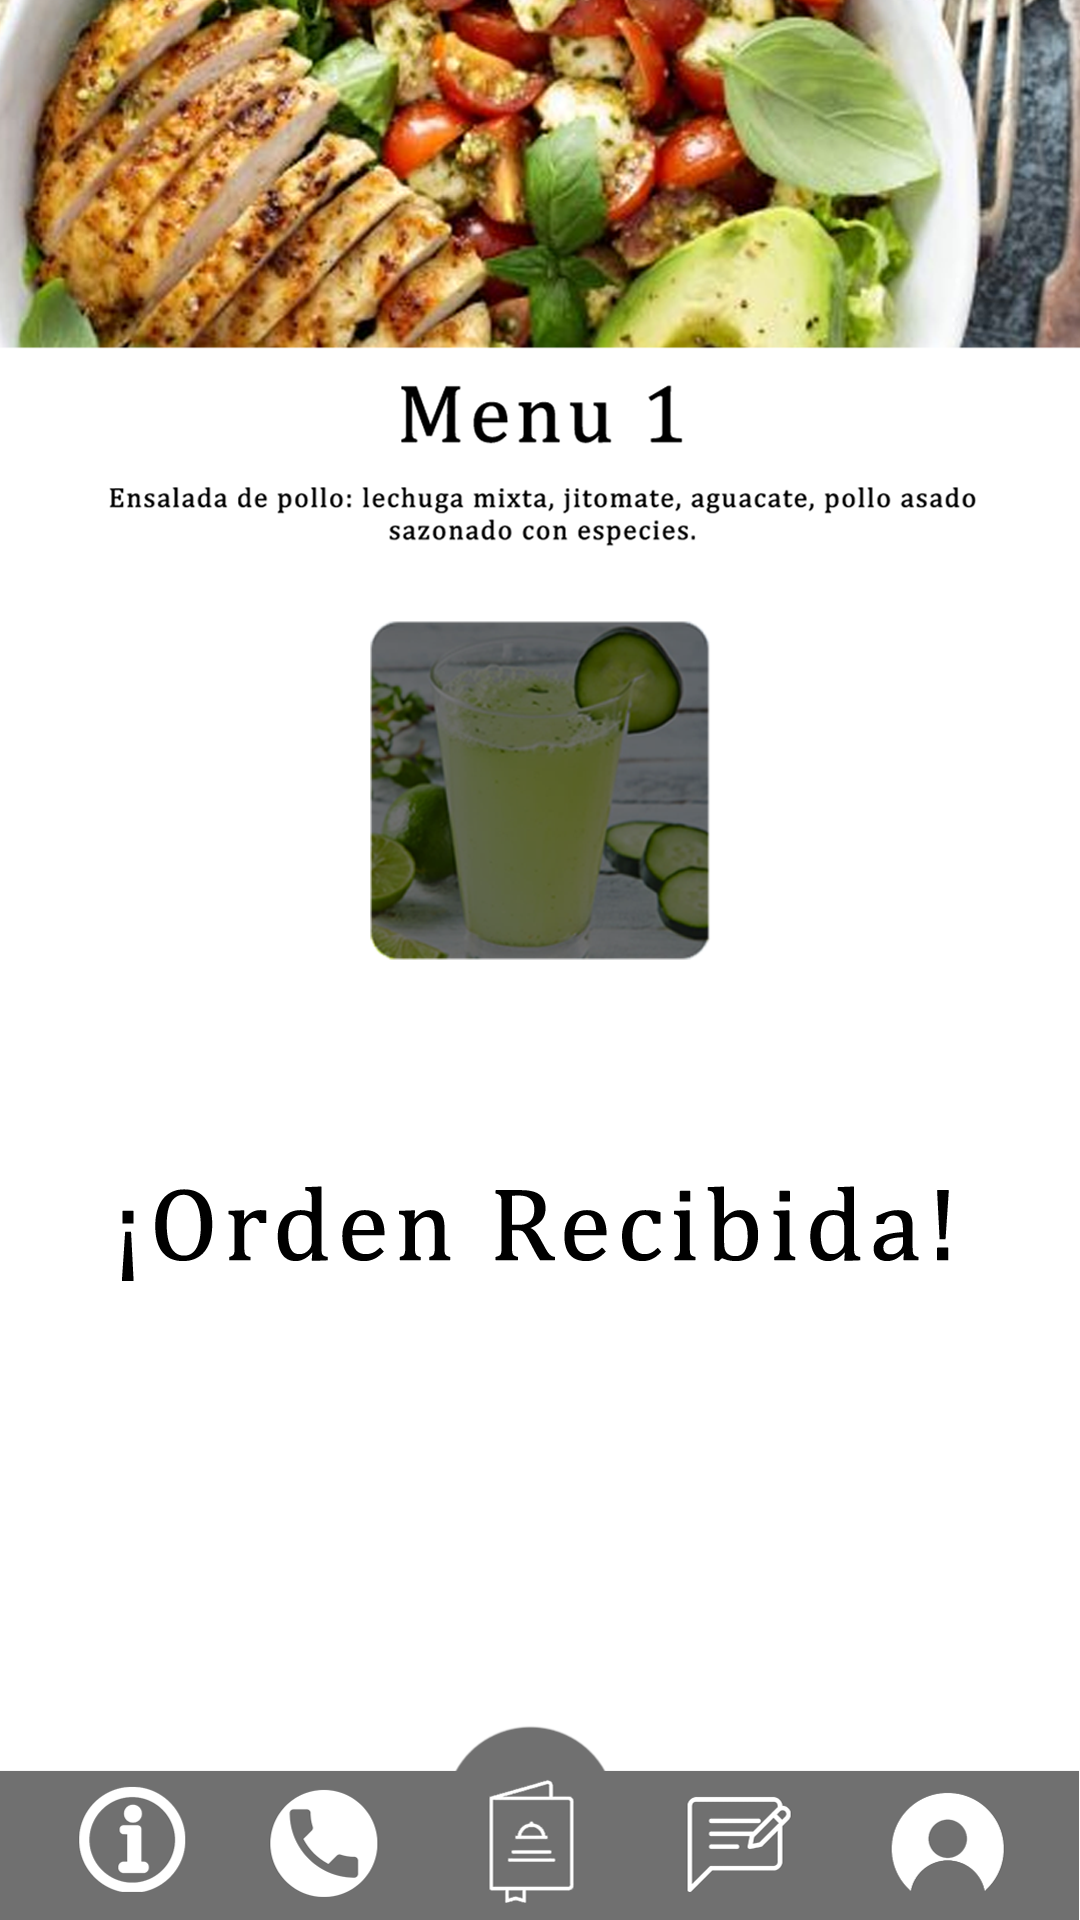 Menu 1
Ensalada de pollo: lechuga mixta, jitomate, aguacate, pollo asado
sazonado con especies.
¡Orden Recibida!